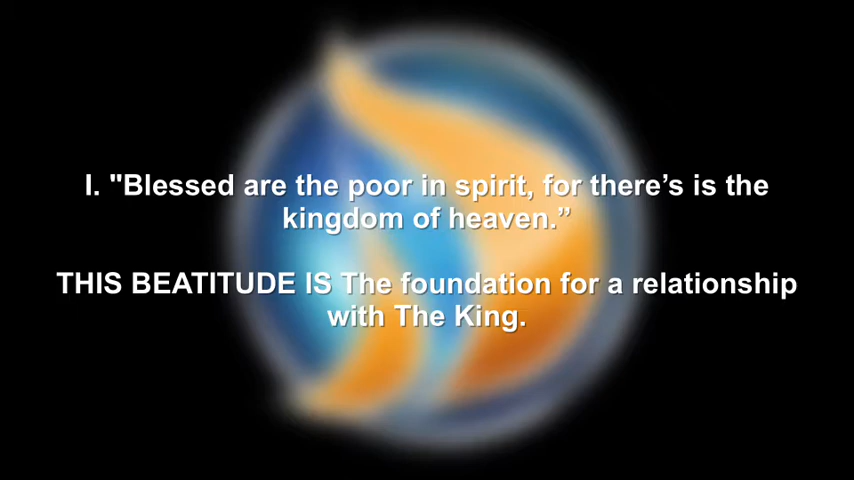 I. "Blessed are the poor in spirit, for there’s is the
kingdom of heaven.”
THIS BEATITUDE IS The foundation for a relationship
with The King.